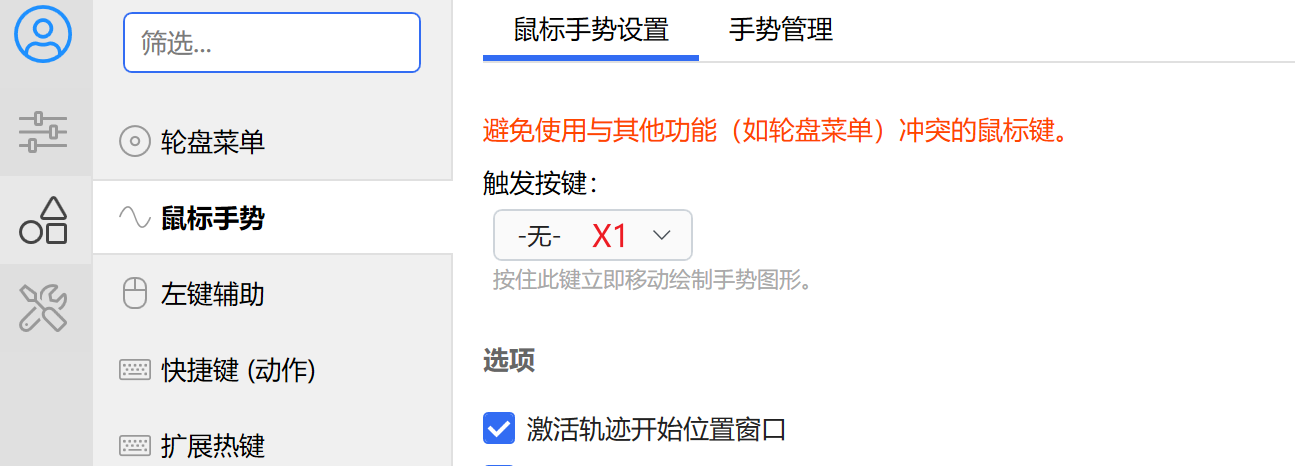 筛选...
轮盘菜单
鼠标手势
左键辅助
快捷键 (动作)
扩展热键
鼠标手势设置 手势管理
避免使用与其他功能（如轮盘菜单）冲突的鼠标键。
触发按键：
-无- X1
按住此键立即移动绘制手势图形。
选项
激活轨迹开始位置窗口